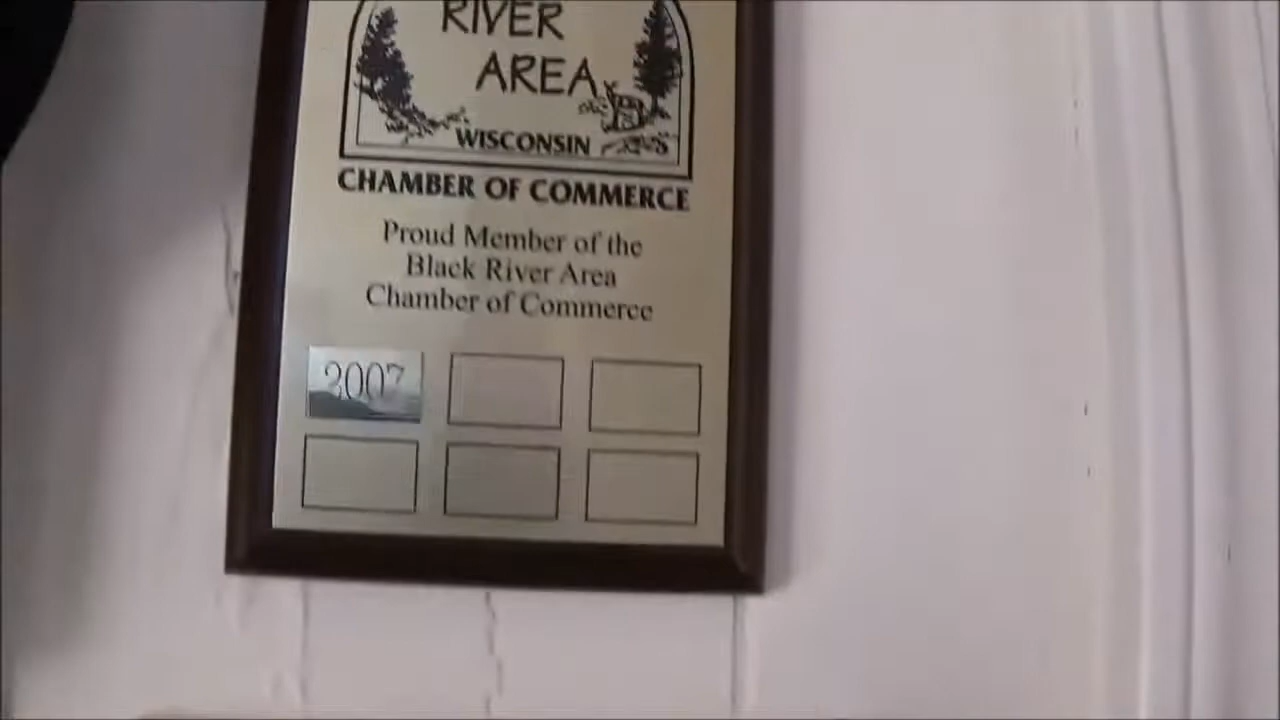 RIVER
AREA
WISCONSIN
CHAMBER OF COMMERCE
Proud Member of the
Black River Area
Chamber of Commerce
2007